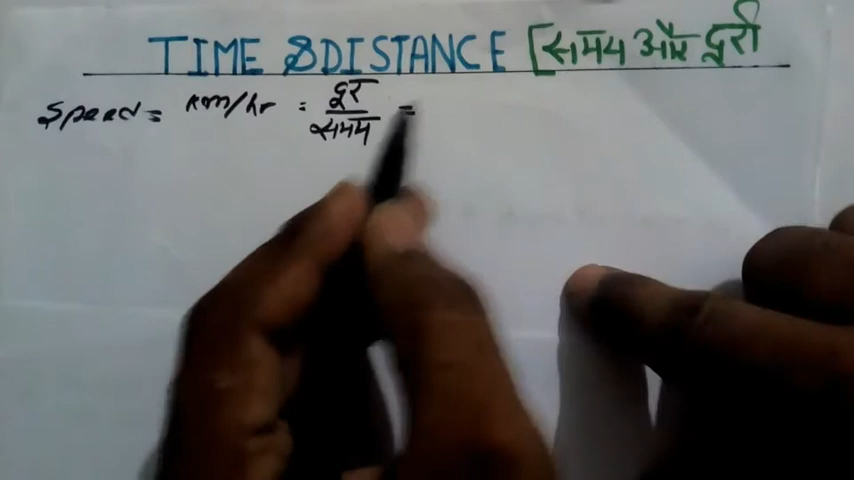 TIME & DISTANCE [समय और दूरी
Speed = km/hr = दूर / समय =